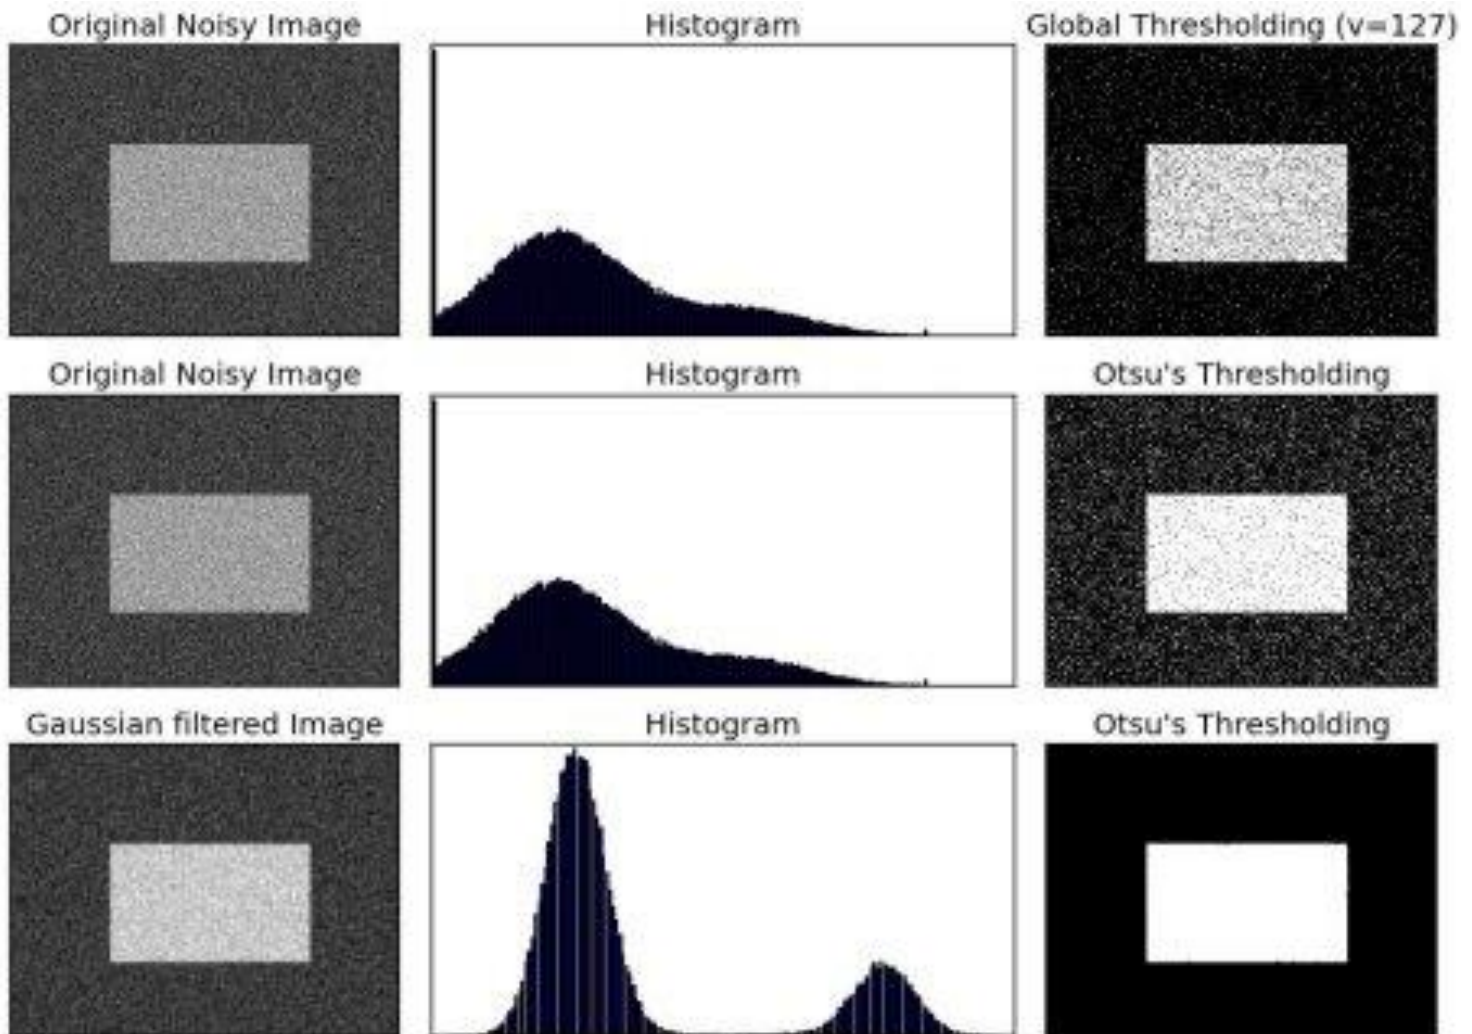 Original Noisy Image
Histogram
Global Thresholding (v=127)
Original Noisy Image
Histogram
Otsu's Thresholding
Gaussian filtered Image
Histogram
Otsu's Thresholding